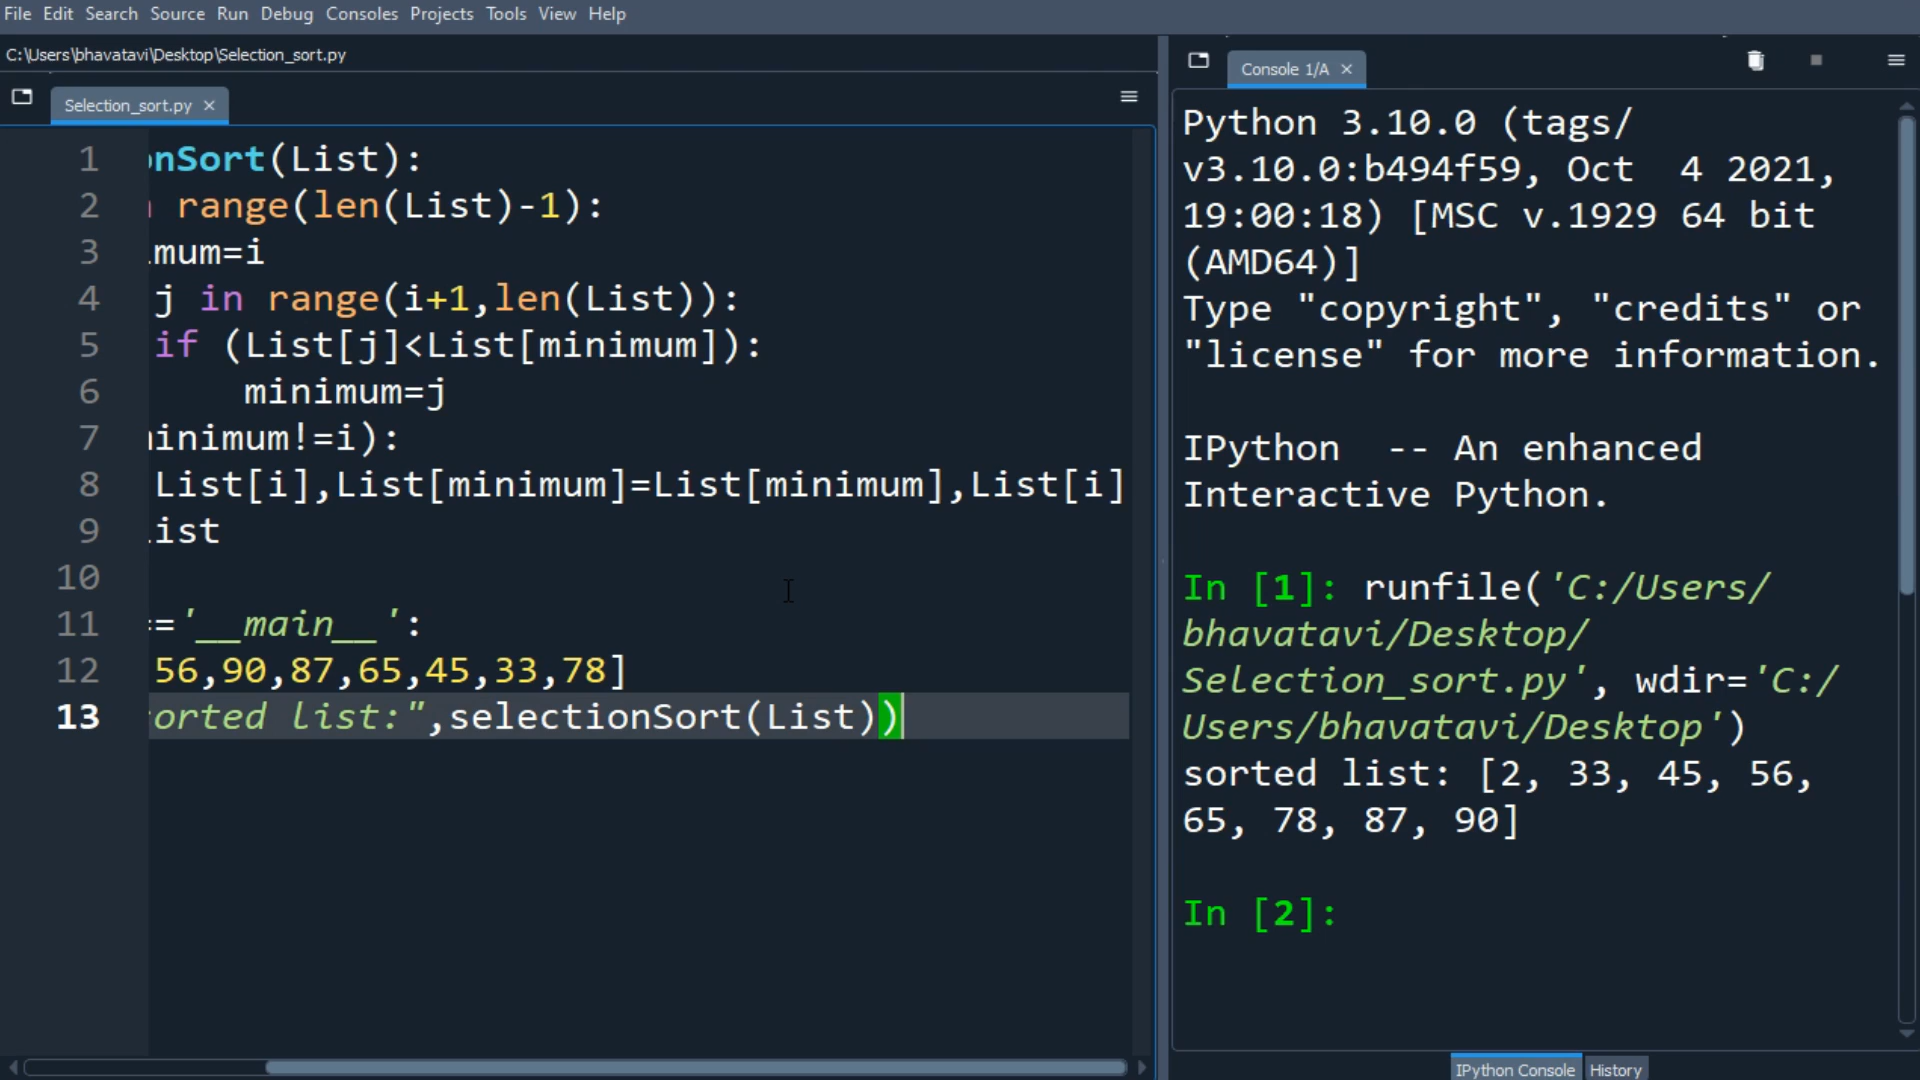 File Edit Search Source Run Debug Consoles Projects Tools View Help
C:\Users\bhavatavi\Desktop\Selection_sort.py
Selection_sort.py
1 onSort(List):
2 range(len(List)-1):
3 mum=i
4 j in range(i+1,len(List)):
5 if (List[j]<List[minimum]):
6 minimum=j
7 inimum!=i):
8 List[i],List[minimum]=List[minimum],List[i]
9 ist
10
11 =='__main__':
12 56,90,87,65,45,33,78]
13 orted list:",selectionSort(List))
Console 1/A
Python 3.10.0 (tags/
v3.10.0:b494f59, Oct  4 2021,
19:00:18) [MSC v.1929 64 bit
(AMD64)]
Type "copyright", "credits" or
"license" for more information.
IPython  -- An enhanced
Interactive Python.
In [1]: runfile('C:/Users/
bhavatavi/Desktop/
Selection_sort.py', wdir='C:/
Users/bhavatavi/Desktop')
sorted list: [2, 33, 45, 56,
65, 78, 87, 90]
In [2]:
IPython Console History